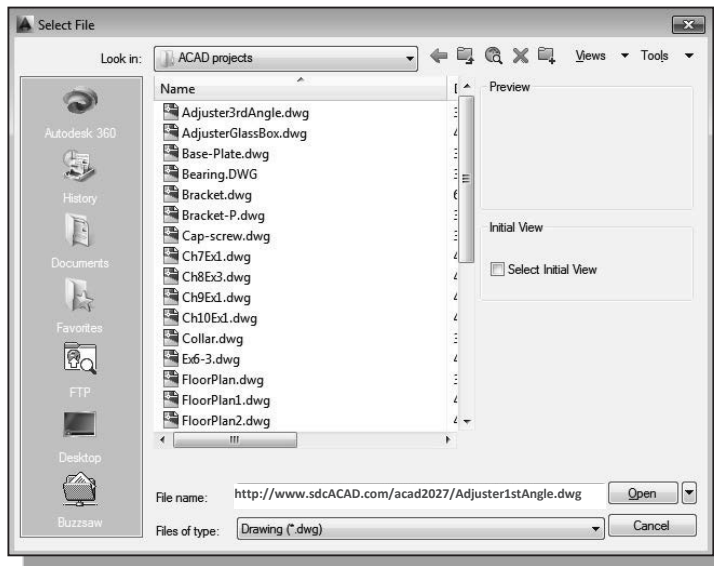 Select File
Look in: ACAD projects Views Tools
Name
Preview
Adjuster3rdAngle.dwg
AdjusterGlassBox.dwg
Base-Plate.dwg
Bearing.DWG
Bracket.dwg
Bracket-P.dwg
Cap-screw.dwg
Ch7Ex1.dwg
Ch8Ex3.dwg
Ch9Ex1.dwg
Ch10Ex1.dwg
Collar.dwg
Ex6-3.dwg
FloorPlan.dwg
FloorPlan1.dwg
FloorPlan2.dwg
Autodesk 360
History
Documents
Favorites
FTP
Desktop
Buzzsaw
Initial View
Select Initial View
File name: http://www.sdcACAD.com/acad2027/Adjuster1stAngle.dwg Open
Files of type: Drawing (*.dwg) Cancel